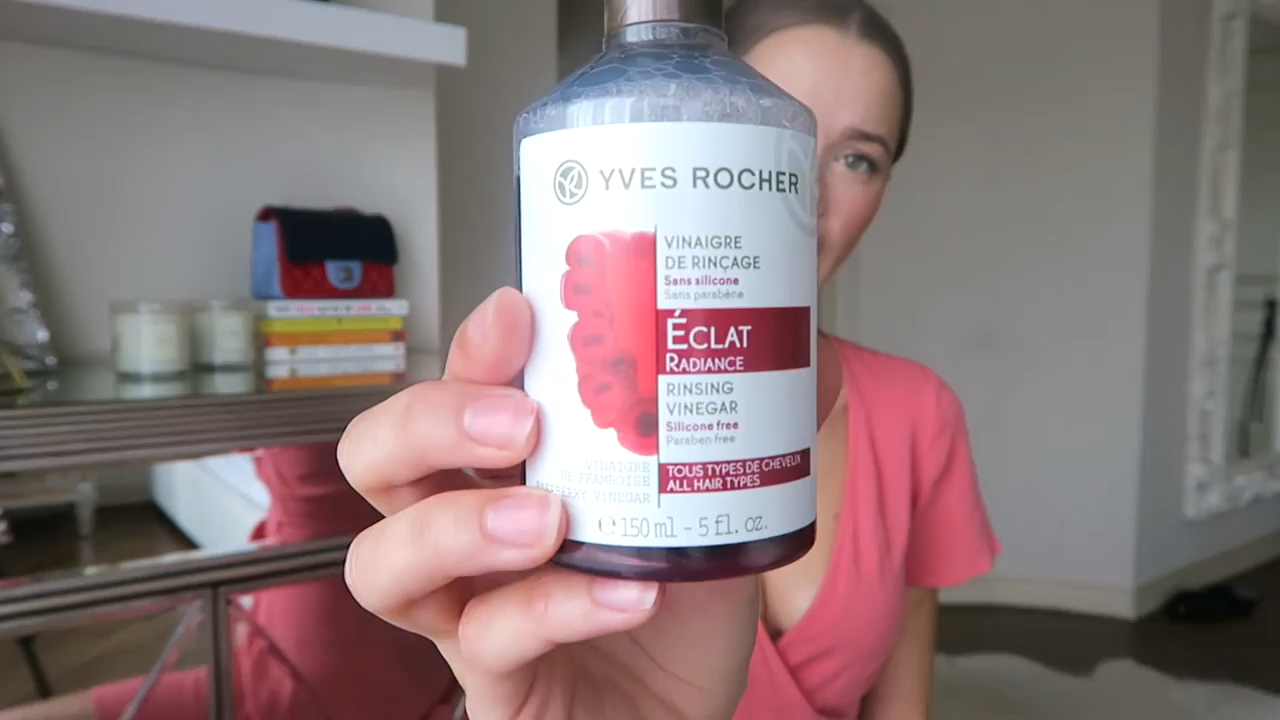 YVES ROCHER
VINAIGRE
DE RINÇAGE
Sans silicone
Sans parabène
ÉCLAT
RADIANCE
RINSING
VINEGAR
Silicone free
Paraben free
VINAIGRE
DE FRAMBOISE
VINEGAR
TOUS TYPES DE CHEVEUX
ALL HAIR TYPES
℮ 150 ml - 5 fl. oz.